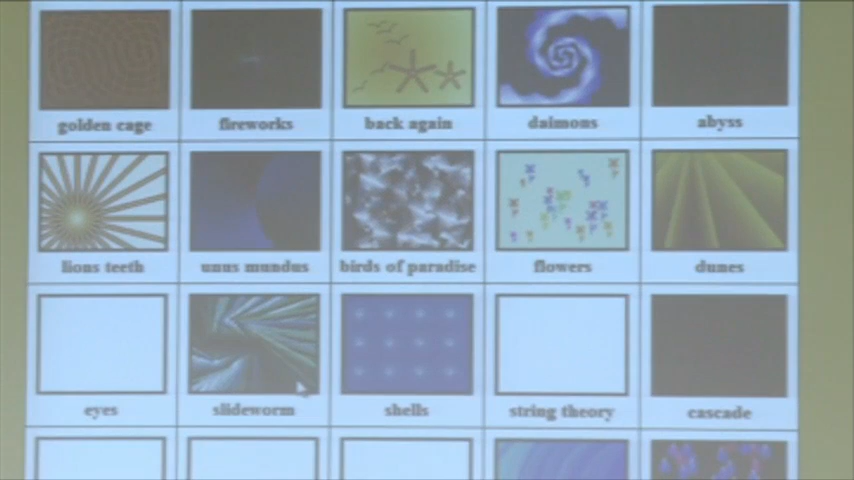 golden cage
fireworks
back again
daimons
abyss
lions teeth
unus mundus
birds of paradise
flowers
dunes
eyes
slideworm
shells
string theory
cascade